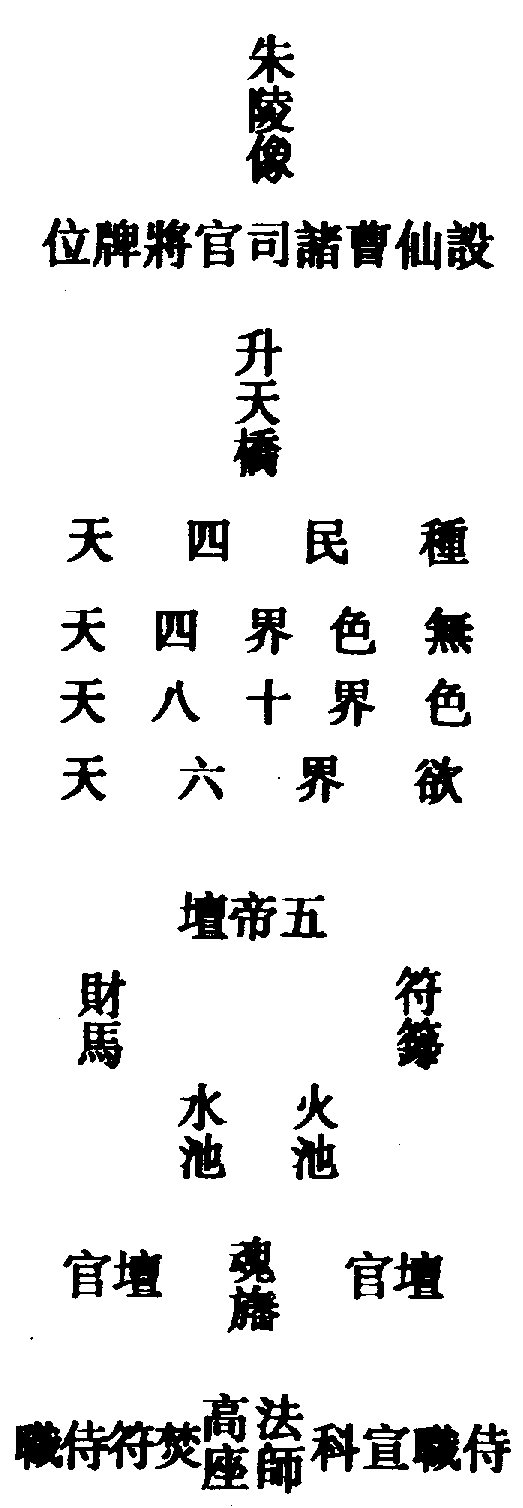 朱陵像
設仙曹諸司官將牌位
升天橋
種民四天
無色界四天
色界十八天
欲界六天
五帝壇
符籙
財馬
火池
水池
壇官
魂旛
壇官
侍職宣科
法師高座
焚符侍職